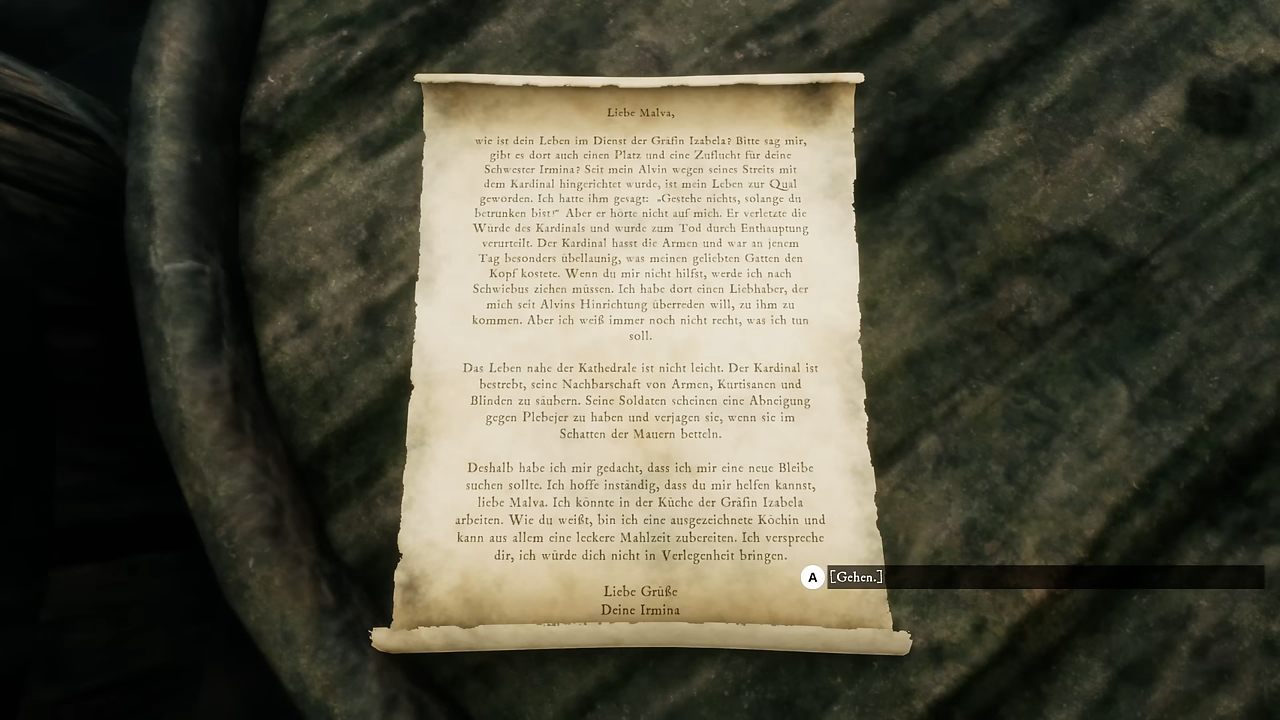 Liebe Malva,
wie ist dein Leben im Dienst der Gräfin Izabela? Bitte sag mir,
gibt es dort auch einen Platz und eine Zuflucht für deine
Schwester Irmina? Seit mein Alvin wegen seines Streits mit
dem Kardinal hingerichtet wurde, ist mein Leben zur Qual
geworden. Ich hatte ihm gesagt: „Gestehe nichts, solange du
betrunken bist!“ Aber er hörte nicht auf mich. Er verletzte die
Würde des Kardinals und wurde zum Tod durch Enthauptung
verurteilt. Der Kardinal hasst die Armen und war an jenem
Tag besonders übellaunig, was meinen geliebten Gatten den
Kopf kostete. Wenn du mir nicht hilfst, werde ich nach
Schwiebus ziehen müssen. Ich habe dort einen Liebhaber, der
mich seit Alvins Hinrichtung überreden will, zu ihm zu
kommen. Aber ich weiß immer noch nicht recht, was ich tun
soll.
Das Leben nahe der Kathedrale ist nicht leicht. Der Kardinal ist
bestrebt, seine Nachbarschaft von Armen, Kurtisanen und
Blinden zu säubern. Seine Soldaten scheinen eine Abneigung
gegen Plebejer zu haben und verjagen sie, wenn sie im
Schatten der Mauern betteln.
Deshalb habe ich mir gedacht, dass ich mir eine neue Bleibe
suchen sollte. Ich hoffe inständig, dass du mir helfen kannst,
liebe Malva. Ich könnte in der Küche der Gräfin Izabela
arbeiten. Wie du weißt, bin ich eine ausgezeichnete Köchin und
kann aus allem eine leckere Mahlzeit zubereiten. Ich verspreche
dir, ich würde dich nicht in Verlegenheit bringen.
A [Gehen.]
Liebe Grüße
Deine Irmina